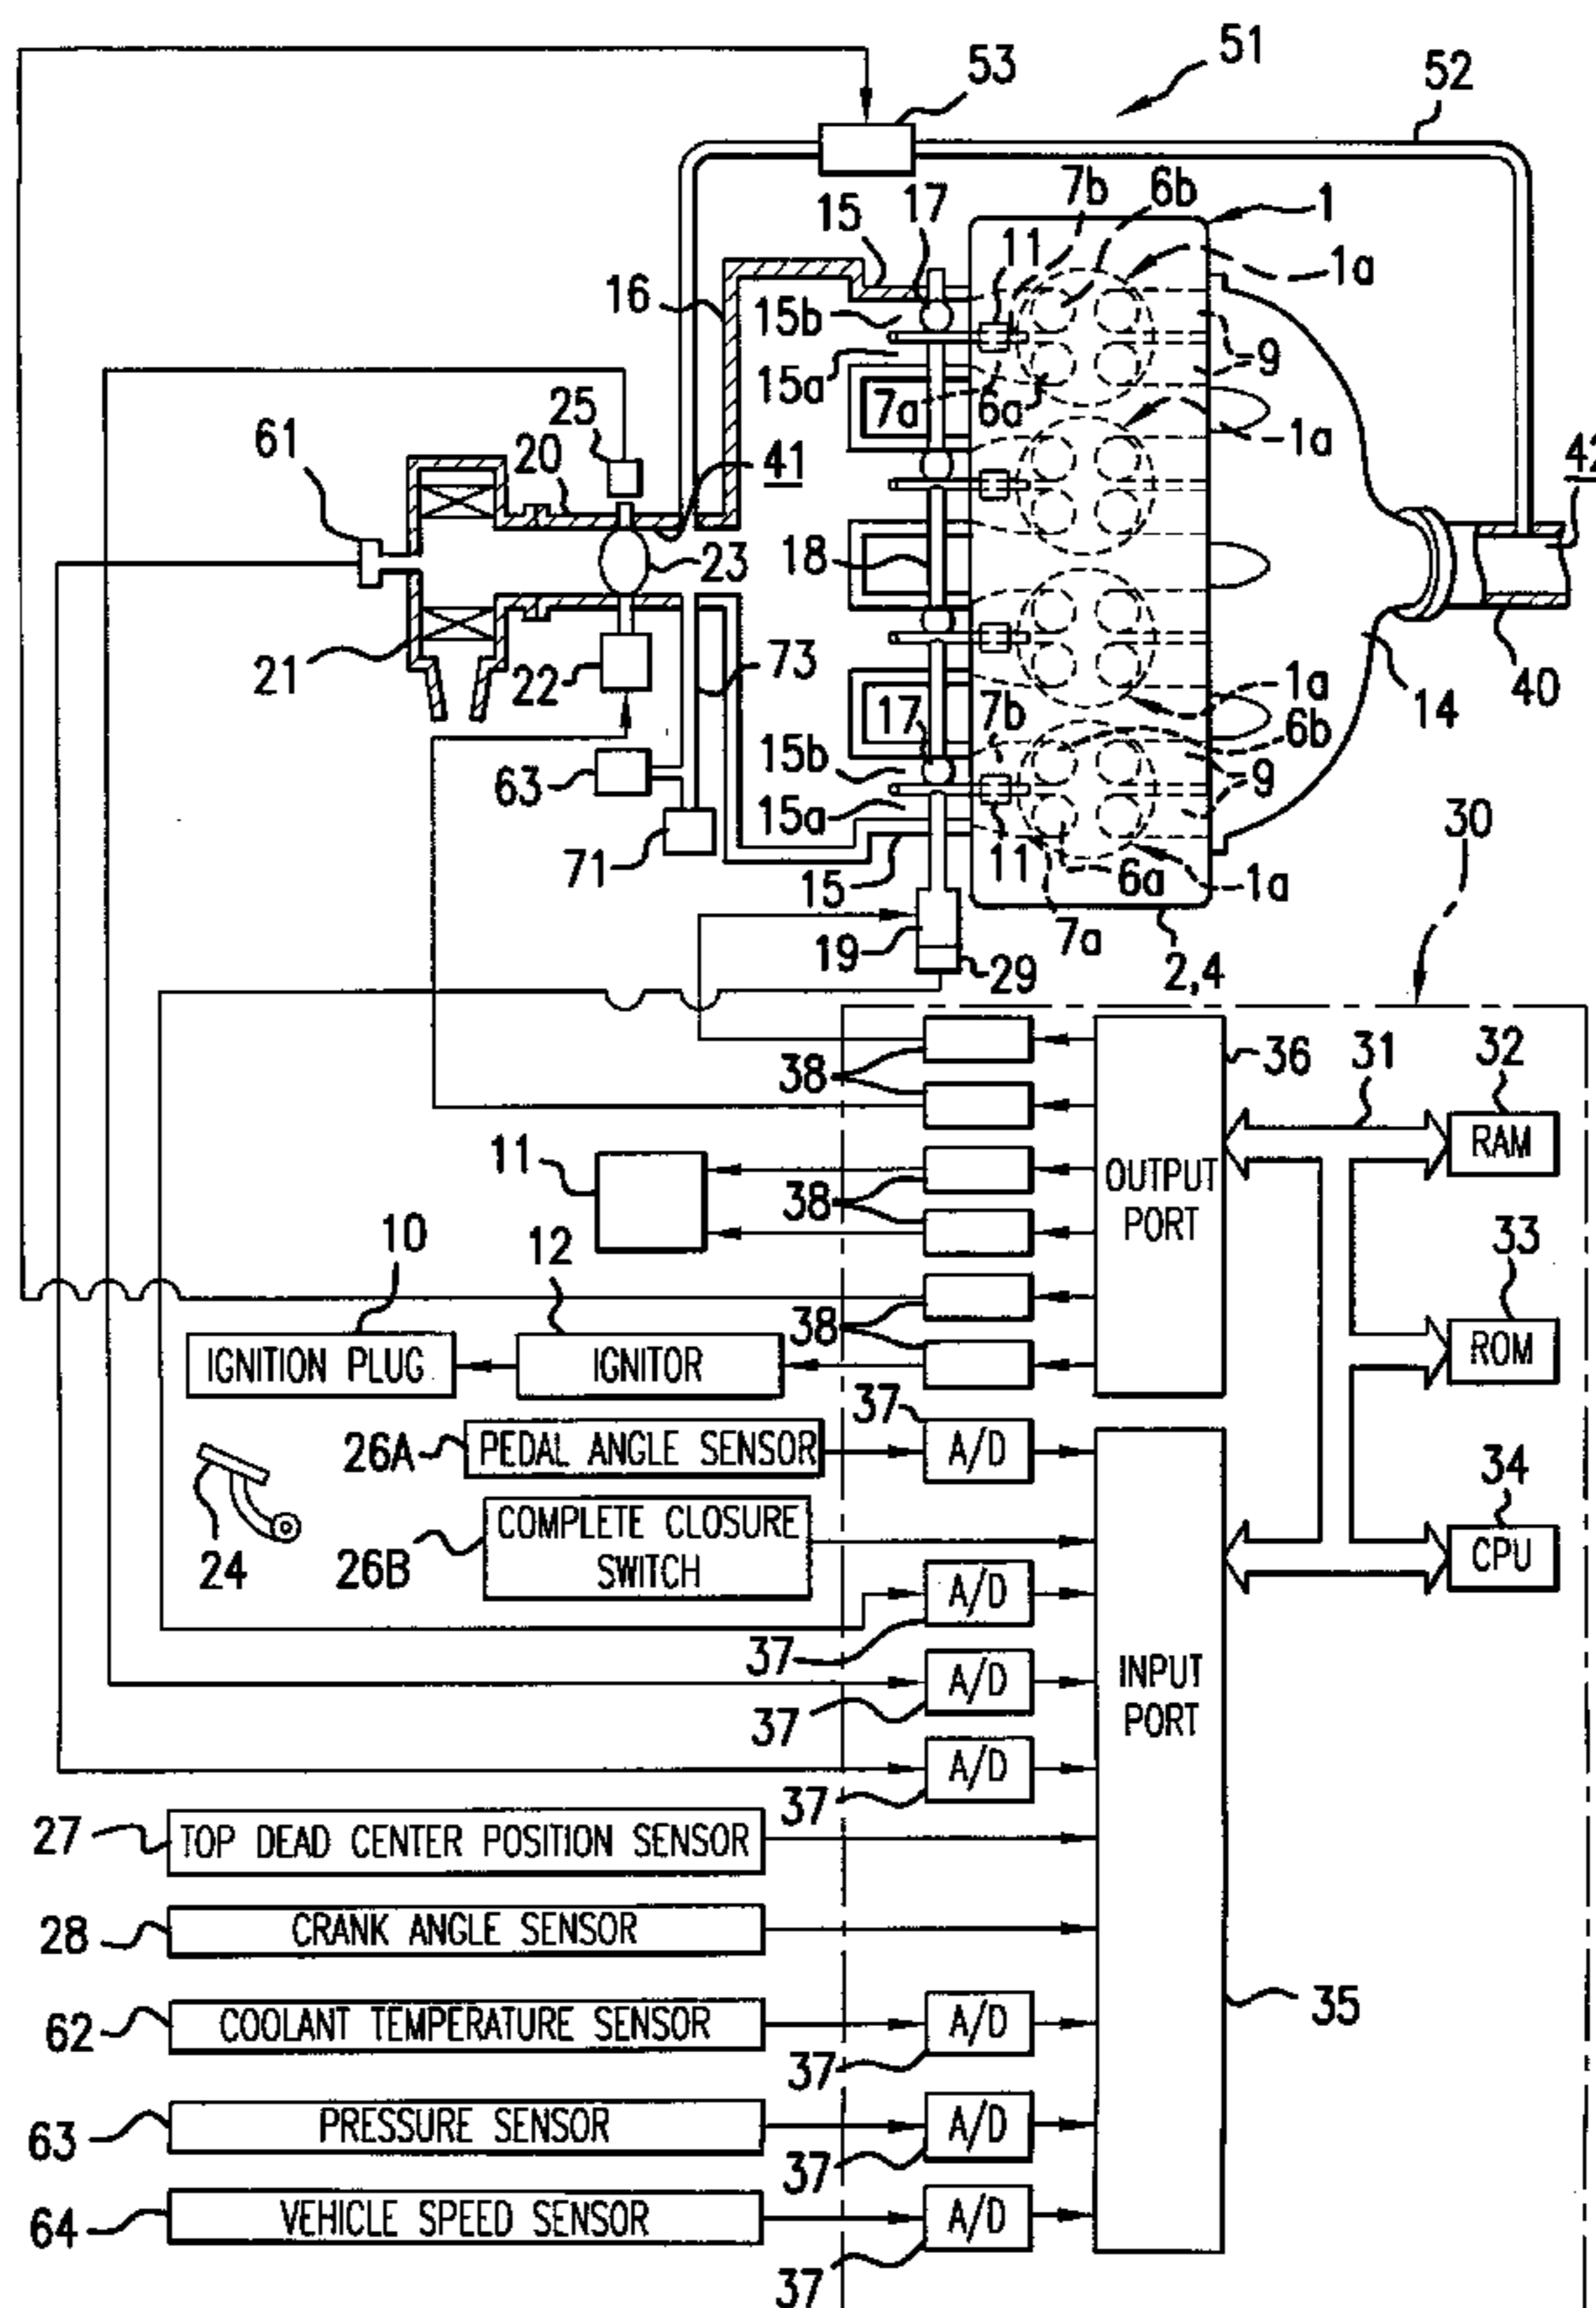 51
53
52
7b
6b
17
1
15
11
1a
16
15b
9
15a
7a
6a
25
1a
61
20
41
42
18
23
21
22
73
1a
14
40
17
7b
6b
15b
9
63
15a
30
71
11
6a
1a
15
7a
19
29
2,4
36
31
32
38
RAM
11
OUTPUT
PORT
38
10
12
33
38
IGNITION PLUG
IGNITOR
ROM
37
26A
PEDAL ANGLE SENSOR
A/D
34
COMPLETE CLOSURE
SWITCH
CPU
24
26B
A/D
37
INPUT
PORT
A/D
37
A/D
37
27
TOP DEAD CENTER POSITION SENSOR
28
CRANK ANGLE SENSOR
35
62
COOLANT TEMPERATURE SENSOR
A/D
37
63
PRESSURE SENSOR
A/D
37
64
VEHICLE SPEED SENSOR
A/D
37